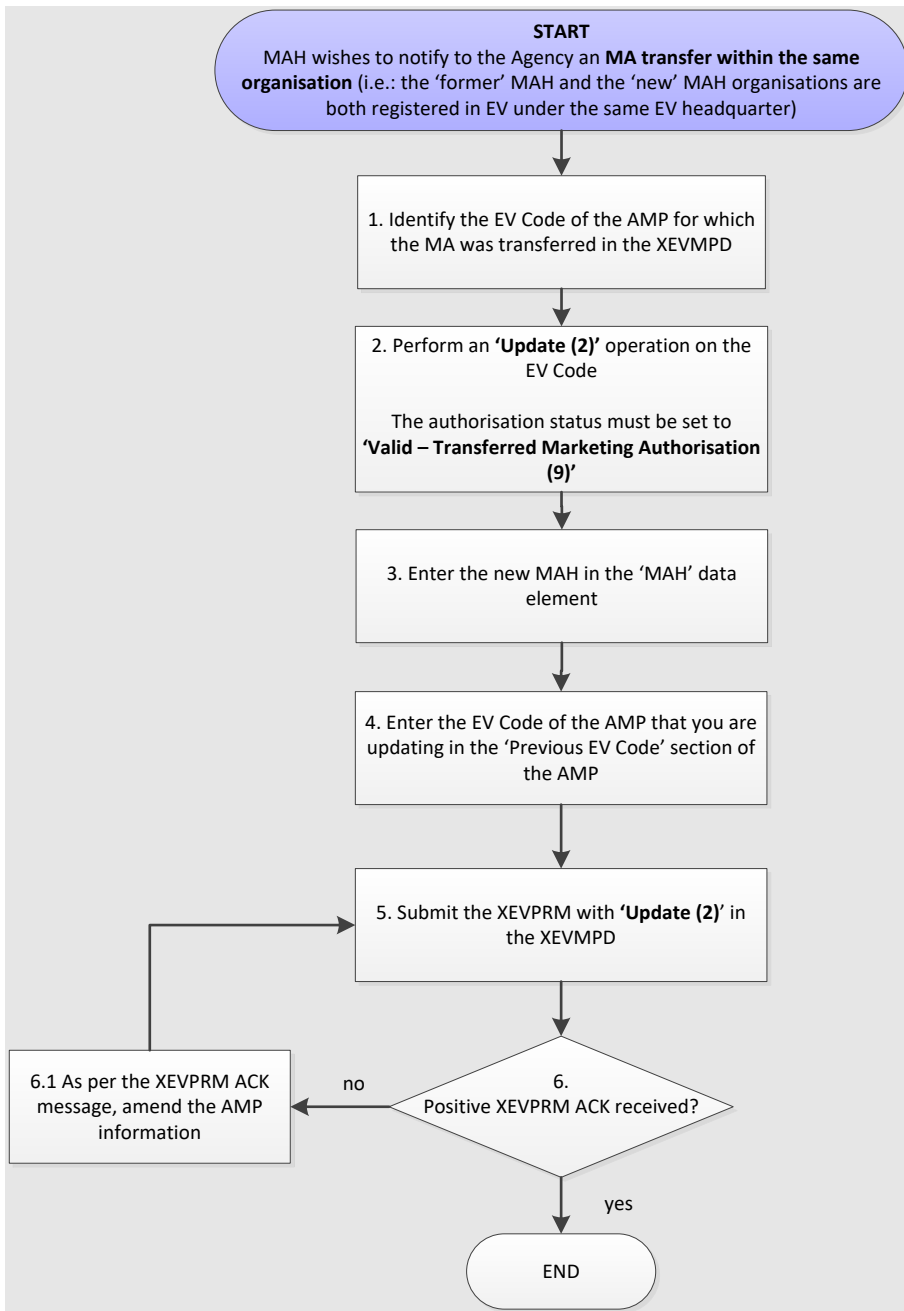 START
MAH wishes to notify to the Agency an MA transfer within the same
organisation (i.e.: the ‘former’ MAH and the ‘new’ MAH organisations are
both registered in EV under the same EV headquarter)
1. Identify the EV Code of the AMP for which
the MA was transferred in the XEVMPD
2. Perform an ‘Update (2)’ operation on the
EV Code
The authorisation status must be set to
‘Valid – Transferred Marketing Authorisation
(9)’
3. Enter the new MAH in the ‘MAH’ data
element
4. Enter the EV Code of the AMP that you are
updating in the ‘Previous EV Code’ section of
the AMP
5. Submit the XEVPRM with ‘Update (2)’ in
the XEVMPD
6.
Positive XEVPRM ACK received?
no
6.1 As per the XEVPRM ACK
message, amend the AMP
information
yes
END